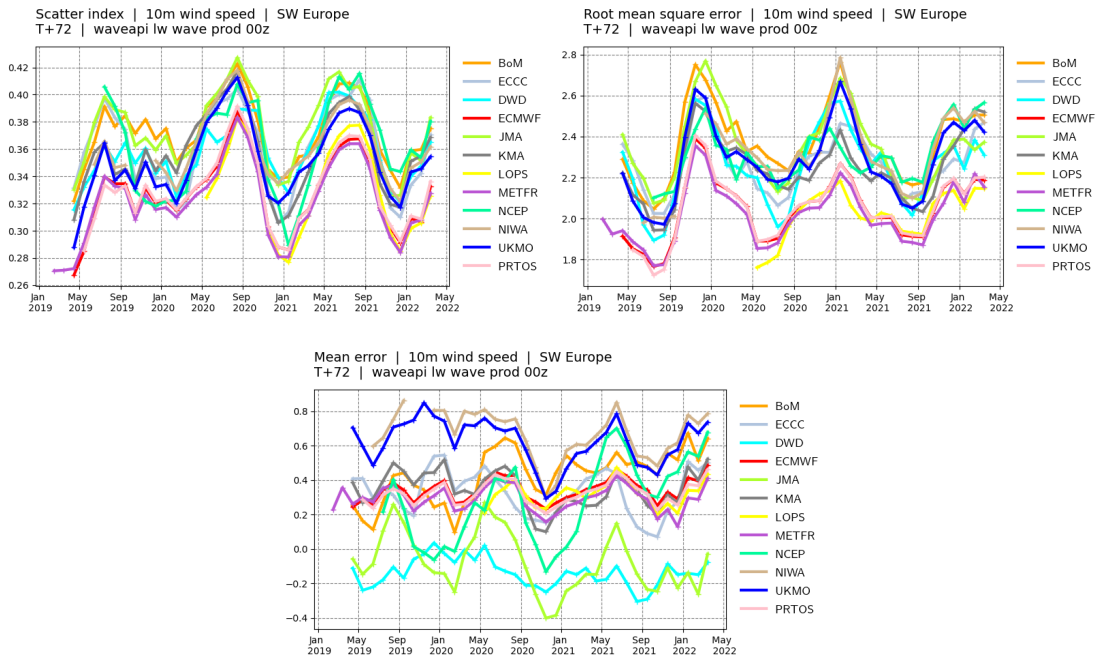 Scatter index | 10m wind speed | SW Europe
T+72 | waveapi lw wave prod 00z
0.42
0.40
0.38
0.36
0.34
0.32
0.30
0.28
0.26
Jan 2019
May 2019
Sep 2019
Jan 2020
May 2020
Sep 2020
Jan 2021
May 2021
Sep 2021
Jan 2022
May 2022
BoM
ECCC
DWD
ECMWF
JMA
KMA
LOPS
METFR
NCEP
NIWA
UKMO
PRTOS
Root mean square error | 10m wind speed | SW Europe
T+72 | waveapi lw wave prod 00z
2.8
2.6
2.4
2.2
2.0
1.8
Jan 2019
May 2019
Sep 2019
Jan 2020
May 2020
Sep 2020
Jan 2021
May 2021
Sep 2021
Jan 2022
May 2022
BoM
ECCC
DWD
ECMWF
JMA
KMA
LOPS
METFR
NCEP
NIWA
UKMO
PRTOS
Mean error | 10m wind speed | SW Europe
T+72 | waveapi lw wave prod 00z
0.8
0.6
0.4
0.2
0.0
−0.2
−0.4
Jan 2019
May 2019
Sep 2019
Jan 2020
May 2020
Sep 2020
Jan 2021
May 2021
Sep 2021
Jan 2022
May 2022
BoM
ECCC
DWD
ECMWF
JMA
KMA
LOPS
METFR
NCEP
NIWA
UKMO
PRTOS